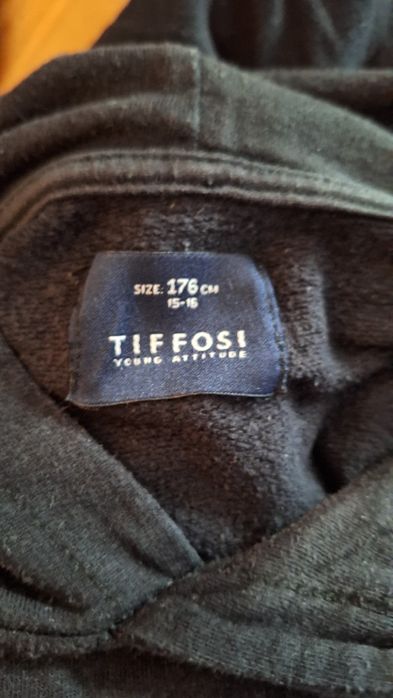 SIZE: 176 CM
15-16
TIFFOSI
YOUNG ATTITUDE